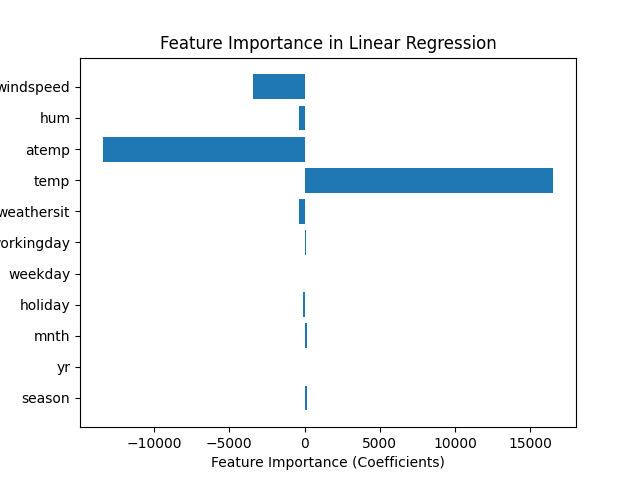 Feature Importance in Linear Regression
windspeed
hum
atemp
temp
weathersit
workingday
weekday
holiday
mnth
yr
season
−10000 −5000 0 5000 10000 15000
Feature Importance (Coefficients)